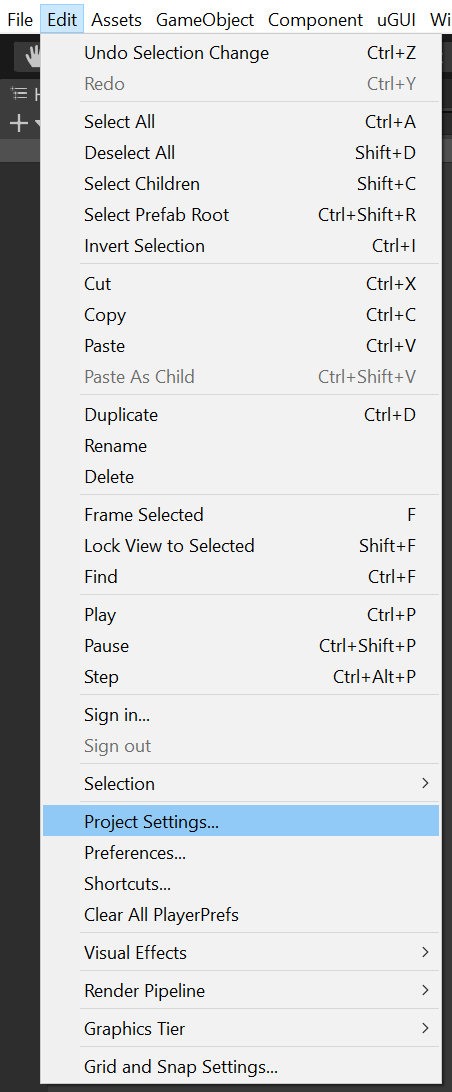 File Edit Assets GameObject Component uGUI Wi
H
Undo Selection Change Ctrl+Z
Redo Ctrl+Y
Select All Ctrl+A
Deselect All Shift+D
Select Children Shift+C
Select Prefab Root Ctrl+Shift+R
Invert Selection Ctrl+I
Cut Ctrl+X
Copy Ctrl+C
Paste Ctrl+V
Paste As Child Ctrl+Shift+V
Duplicate Ctrl+D
Rename
Delete
Frame Selected F
Lock View to Selected Shift+F
Find Ctrl+F
Play Ctrl+P
Pause Ctrl+Shift+P
Step Ctrl+Alt+P
Sign in...
Sign out
Selection
Project Settings...
Preferences...
Shortcuts...
Clear All PlayerPrefs
Visual Effects
Render Pipeline
Graphics Tier
Grid and Snap Settings...